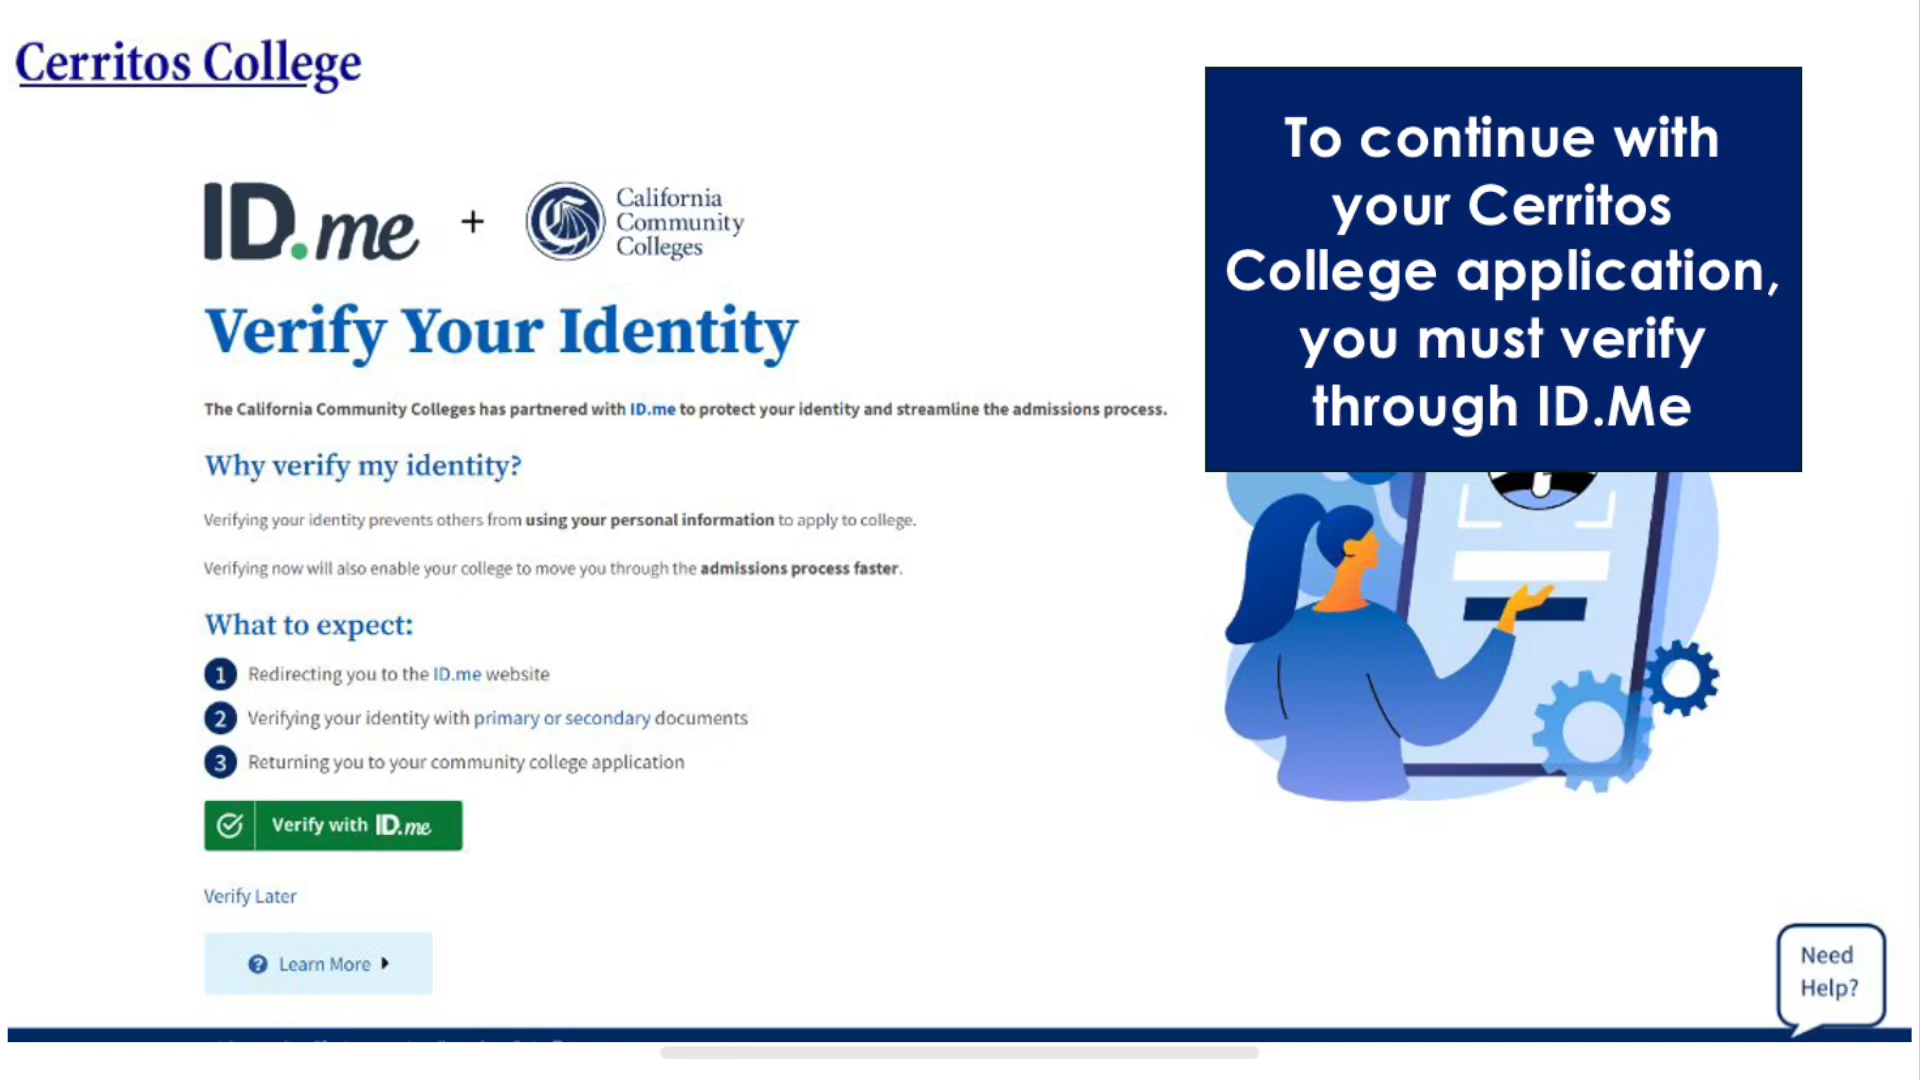 Cerritos College
To continue with
your Cerritos
College application,
you must verify
through ID.Me
ID.me + California
Community
Colleges
Verify Your Identity
The California Community Colleges has partnered with ID.me to protect your identity and streamline the admissions process.
Why verify my identity?
Verifying your identity prevents others from using your personal information to apply to college.
Verifying now will also enable your college to move you through the admissions process faster.
What to expect:
1 Redirecting you to the ID.me website
2 Verifying your identity with primary or secondary documents
3 Returning you to your community college application
Verify with ID.me
Verify Later
? Learn More
Need
Help?